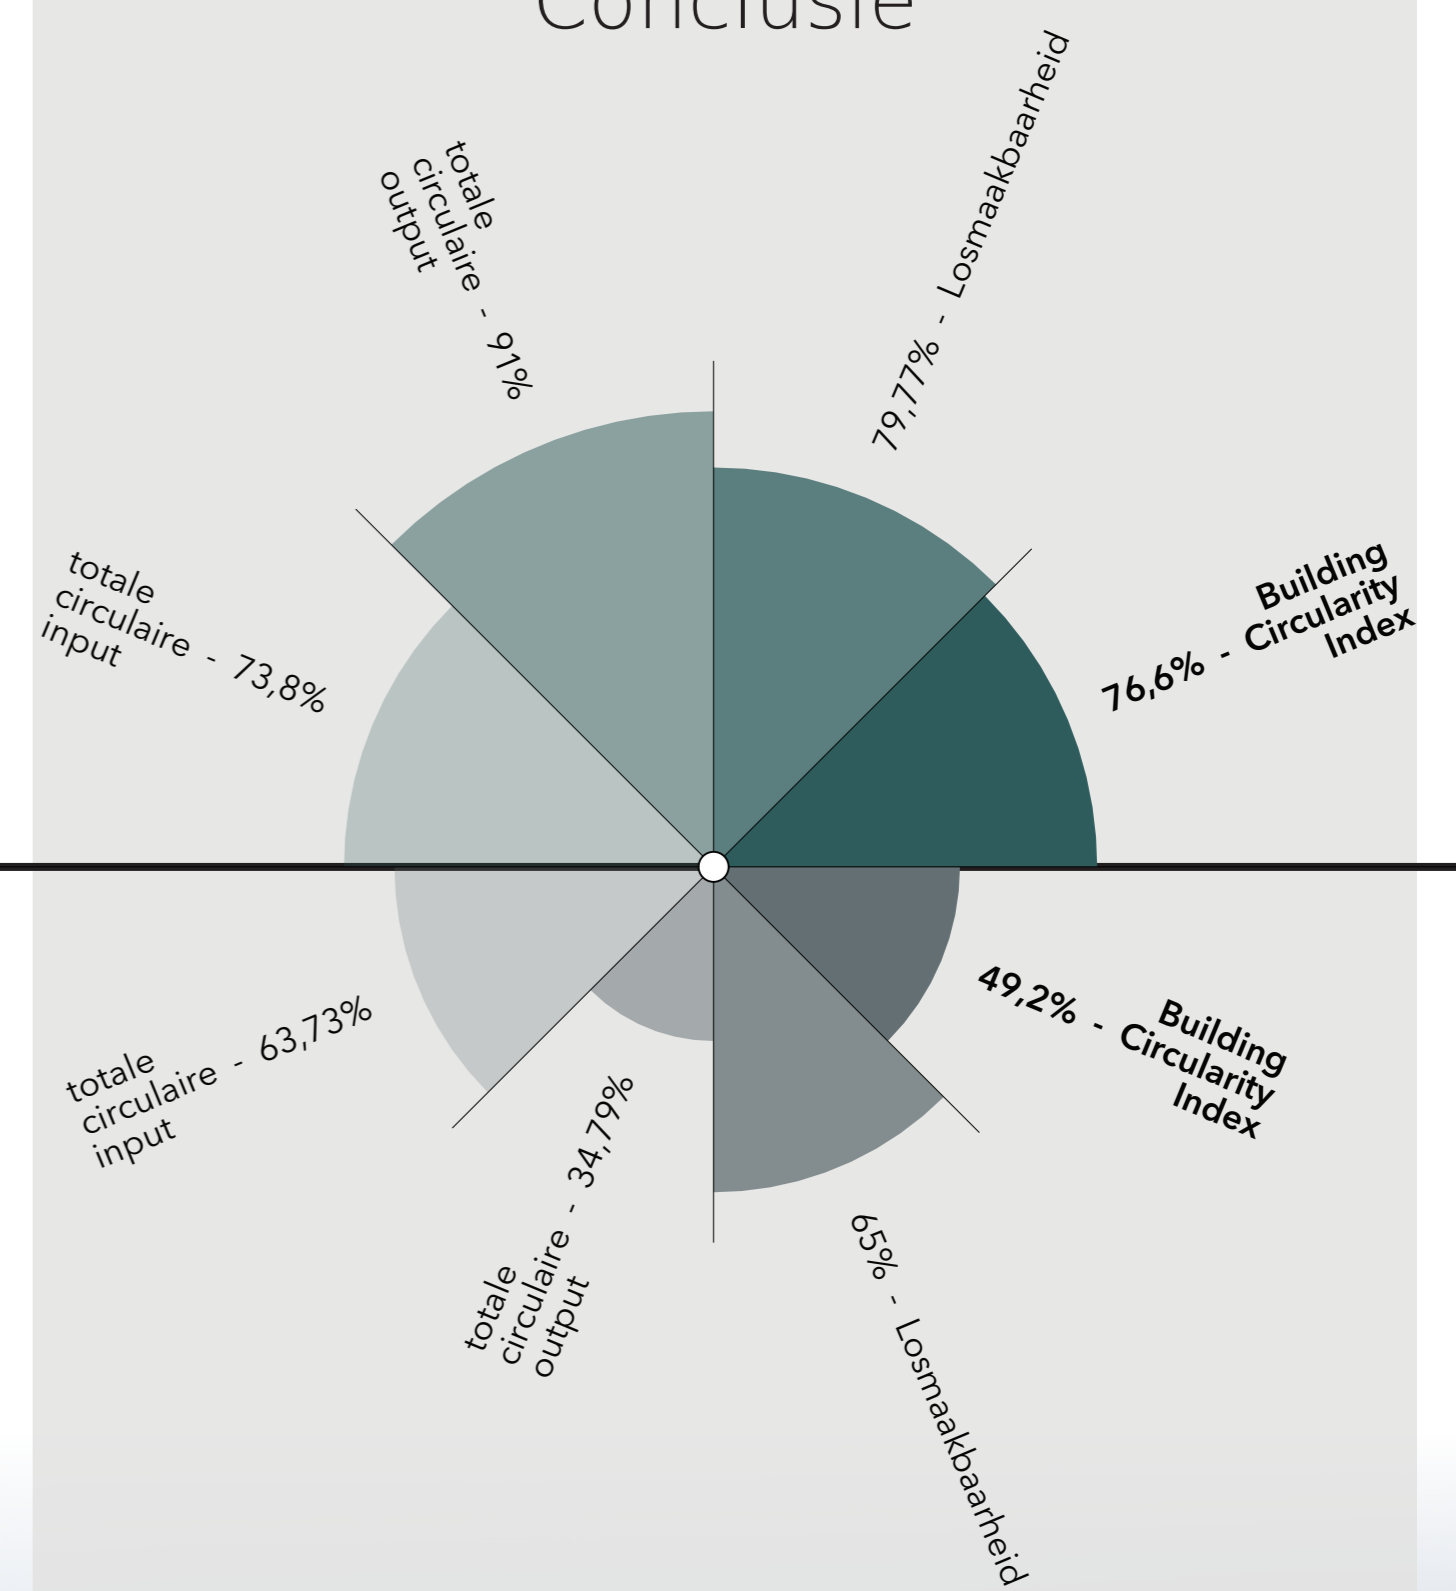 Conclusie
totale
circulaire - 91%
output
79,77% - Losmaakbaarheid
totale
circulaire - 73,8%
input
Building
76,6% - Circularity
Index
totale
circulaire - 63,73%
input
49,2% - Building
Circularity
Index
totale
circulaire - 34,79%
output
65% - Losmaakbaarheid